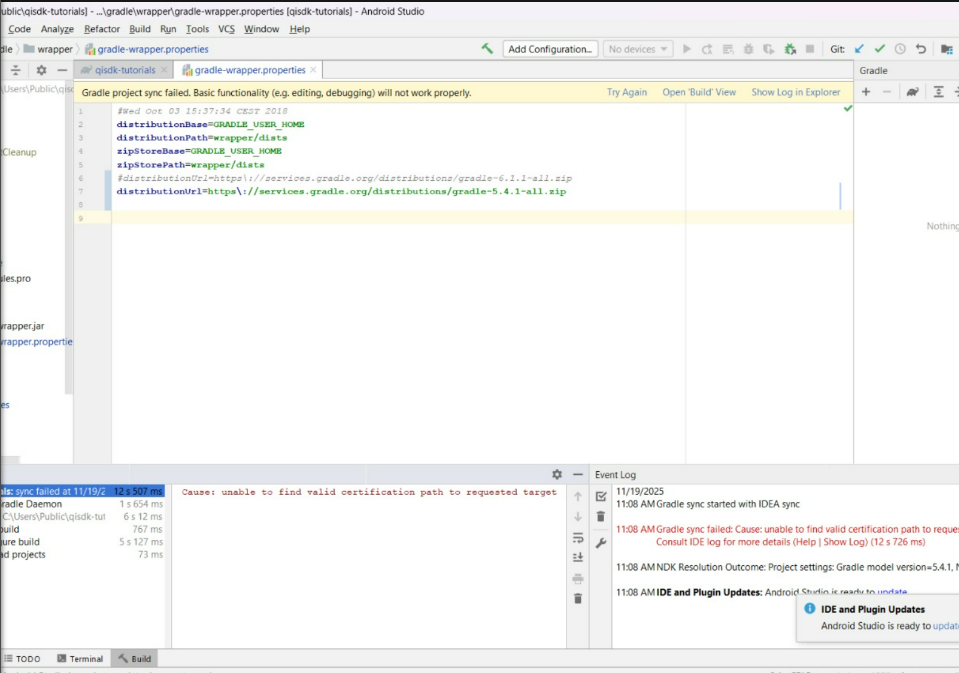 ublic\qisdk-tutorials] - ...\gradle\wrapper\gradle-wrapper.properties [qisdk-tutorials] - Android Studio
Code Analyze Refactor Build Run Tools VCS Window Help
dle wrapper gradle-wrapper.properties
Add Configuration... No devices Git:
qisdk-tutorials gradle-wrapper.properties
Gradle
\Users\Public\qisd
Gradle project sync failed. Basic functionality (e.g. editing, debugging) will not work properly.
Try Again Open 'Build' View Show Log in Explorer
1 #Wed Oct 03 15:37:34 CEST 2018
2 distributionBase=GRADLE_USER_HOME
3 distributionPath=wrapper/dists
4 zipStoreBase=GRADLE_USER_HOME
5 zipStorePath=wrapper/dists
6 #distributionUrl=https\://services.gradle.org/distributions/gradle-6.1.1-all.zip
7 distributionUrl=https\://services.gradle.org/distributions/gradle-5.4.1-all.zip
8
9
Cleanup
ules.pro
wrapper.jar
wrapper.propertie
es
Nothing
ols: sync failed at 11/19/2 12 s 507 ms
radle Daemon 1 s 654 ms
C:\Users\Public\qisdk-tut 6 s 12 ms
build 767 ms
ure build 5 s 127 ms
ad projects 73 ms
Cause: unable to find valid certification path to requested target
Event Log
11/19/2025
11:08 AM Gradle sync started with IDEA sync
11:08 AM Gradle sync failed: Cause: unable to find valid certification path to reques
Consult IDE log for more details (Help | Show Log) (12 s 726 ms)
11:08 AM NDK Resolution Outcome: Project settings: Gradle model version=5.4.1, N
11:08 AM IDE and Plugin Updates: Android Studio is ready to update.
IDE and Plugin Updates
Android Studio is ready to update
TODO Terminal Build